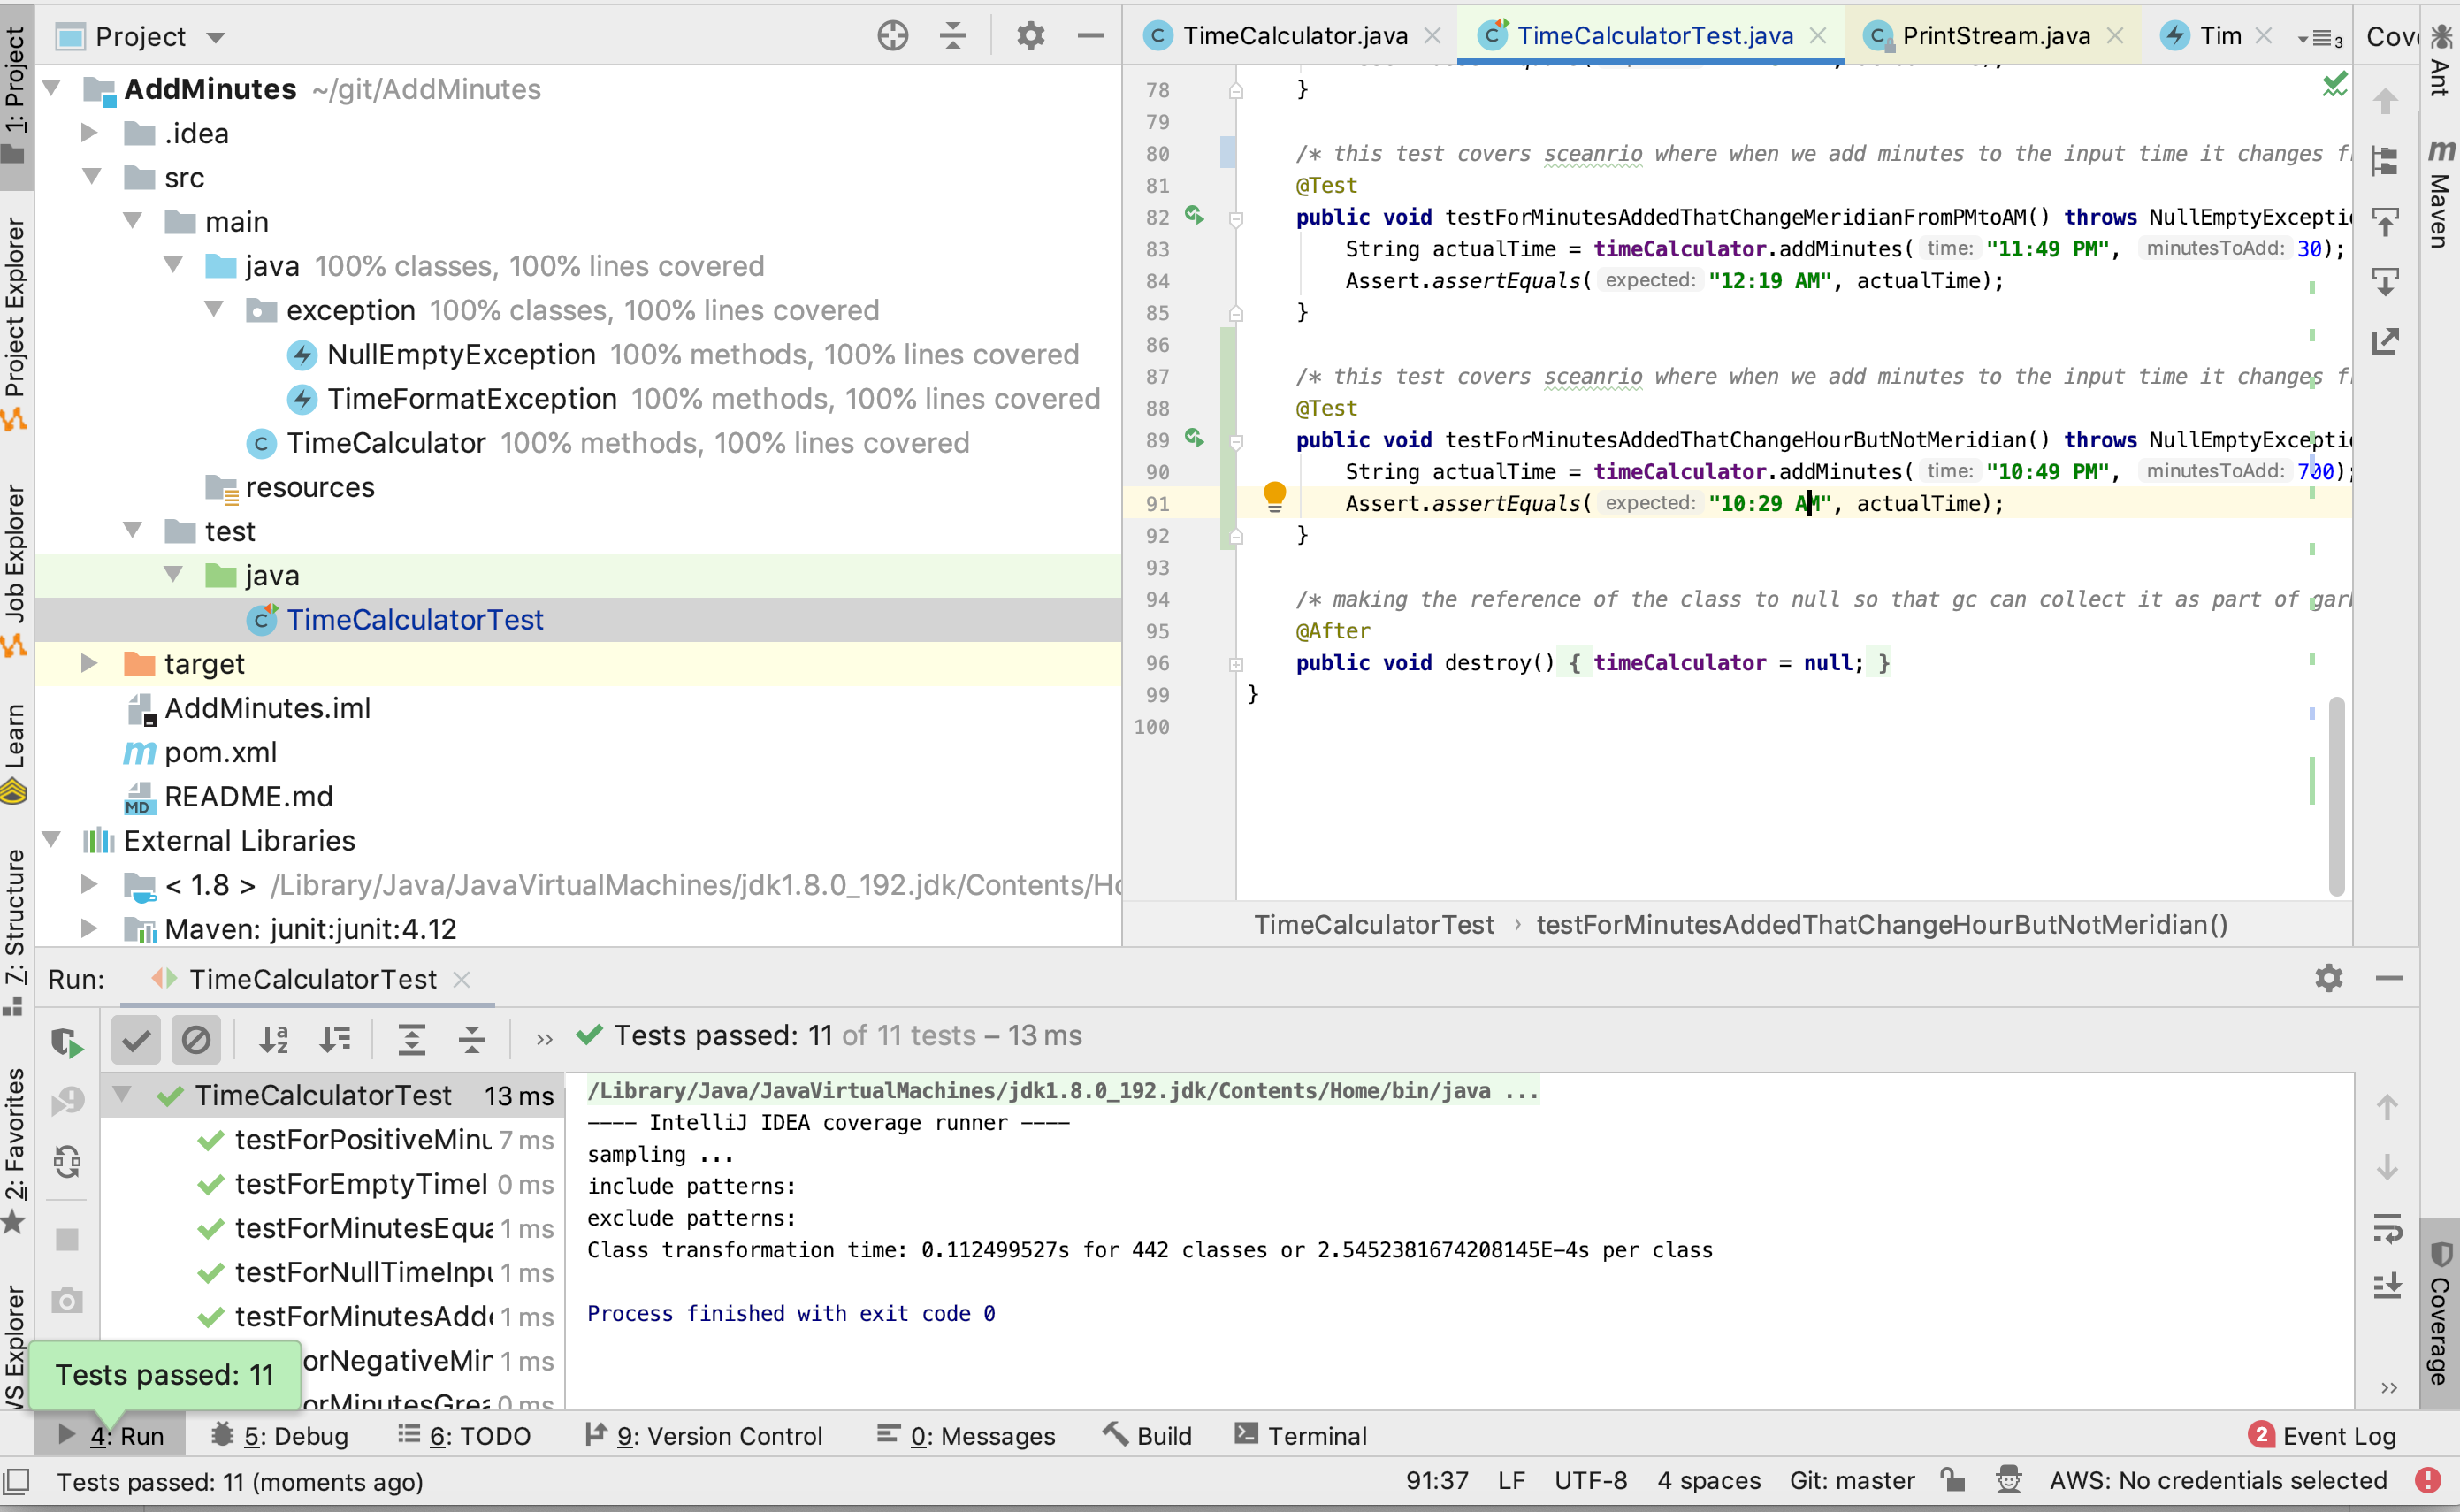 Project
TimeCalculator.java
TimeCalculatorTest.java
PrintStream.java
Tim
3
AddMinutes ~/git/AddMinutes
.idea
src
main
java 100% classes, 100% lines covered
exception 100% classes, 100% lines covered
NullEmptyException 100% methods, 100% lines covered
TimeFormatException 100% methods, 100% lines covered
TimeCalculator 100% methods, 100% lines covered
resources
test
java
TimeCalculatorTest
target
AddMinutes.iml
pom.xml
MD README.md
External Libraries
< 1.8 > /Library/Java/JavaVirtualMachines/jdk1.8.0_192.jdk/Contents/Ho
Maven: junit:junit:4.12
78 }
79
80 /* this test covers sceanrio where when we add minutes to the input time it changes f
81 @Test
82 public void testForMinutesAddedThatChangeMeridianFromPMtoAM() throws NullEmptyExcepti
83 String actualTime = timeCalculator.addMinutes( time: "11:49 PM", minutesToAdd: 30);
84 Assert.assertEquals( expected: "12:19 AM", actualTime);
85 }
86
87 /* this test covers sceanrio where when we add minutes to the input time it changes f
88 @Test
89 public void testForMinutesAddedThatChangeHourButNotMeridian() throws NullEmptyExcepti
90 String actualTime = timeCalculator.addMinutes( time: "10:49 PM", minutesToAdd: 700);
91 Assert.assertEquals( expected: "10:29 AM", actualTime);
92 }
93
94 /* making the reference of the class to null so that gc can collect it as part of gar
95 @After
96 public void destroy() { timeCalculator = null; }
99 }
100
TimeCalculatorTest › testForMinutesAddedThatChangeHourButNotMeridian()
1: Project
Project Explorer
Job Explorer
Learn
7: Structure
2: Favorites
Explorer
Cov
Ant
m Maven
Coverage
Run: TimeCalculatorTest
Tests passed: 11 of 11 tests – 13 ms
TimeCalculatorTest 13 ms
testForPositiveMinu 7 ms
testForEmptyTimeI 0 ms
testForMinutesEqua 1 ms
testForNullTimeInpu 1 ms
testForMinutesAdde 1 ms
orNegativeMin 1 ms
orMinutesGrea 0 ms
/Library/Java/JavaVirtualMachines/jdk1.8.0_192.jdk/Contents/Home/bin/java ...
---- IntelliJ IDEA coverage runner ----
sampling ...
include patterns:
exclude patterns:
Class transformation time: 0.112499527s for 442 classes or 2.5452381674208145E-4s per class
Process finished with exit code 0
Tests passed: 11
4: Run
5: Debug
6: TODO
9: Version Control
0: Messages
Build
Terminal
2 Event Log
Tests passed: 11 (moments ago)
91:37 LF UTF-8 4 spaces Git: master AWS: No credentials selected